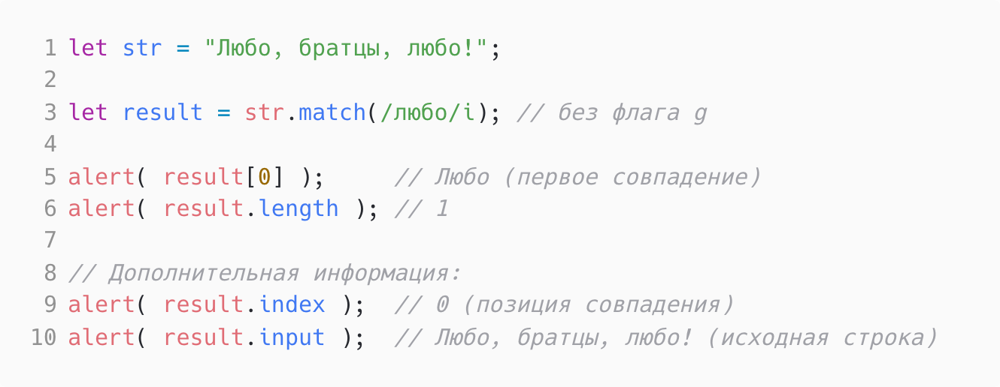 1 let str = "Любо, братцы, любо!";
2
3 let result = str.match(/любо/i); // без флага g
4
5 alert( result[0] );     // Любо (первое совпадение)
6 alert( result.length ); // 1
7
8 // Дополнительная информация:
9 alert( result.index );  // 0 (позиция совпадения)
10 alert( result.input );  // Любо, братцы, любо! (исходная строка)